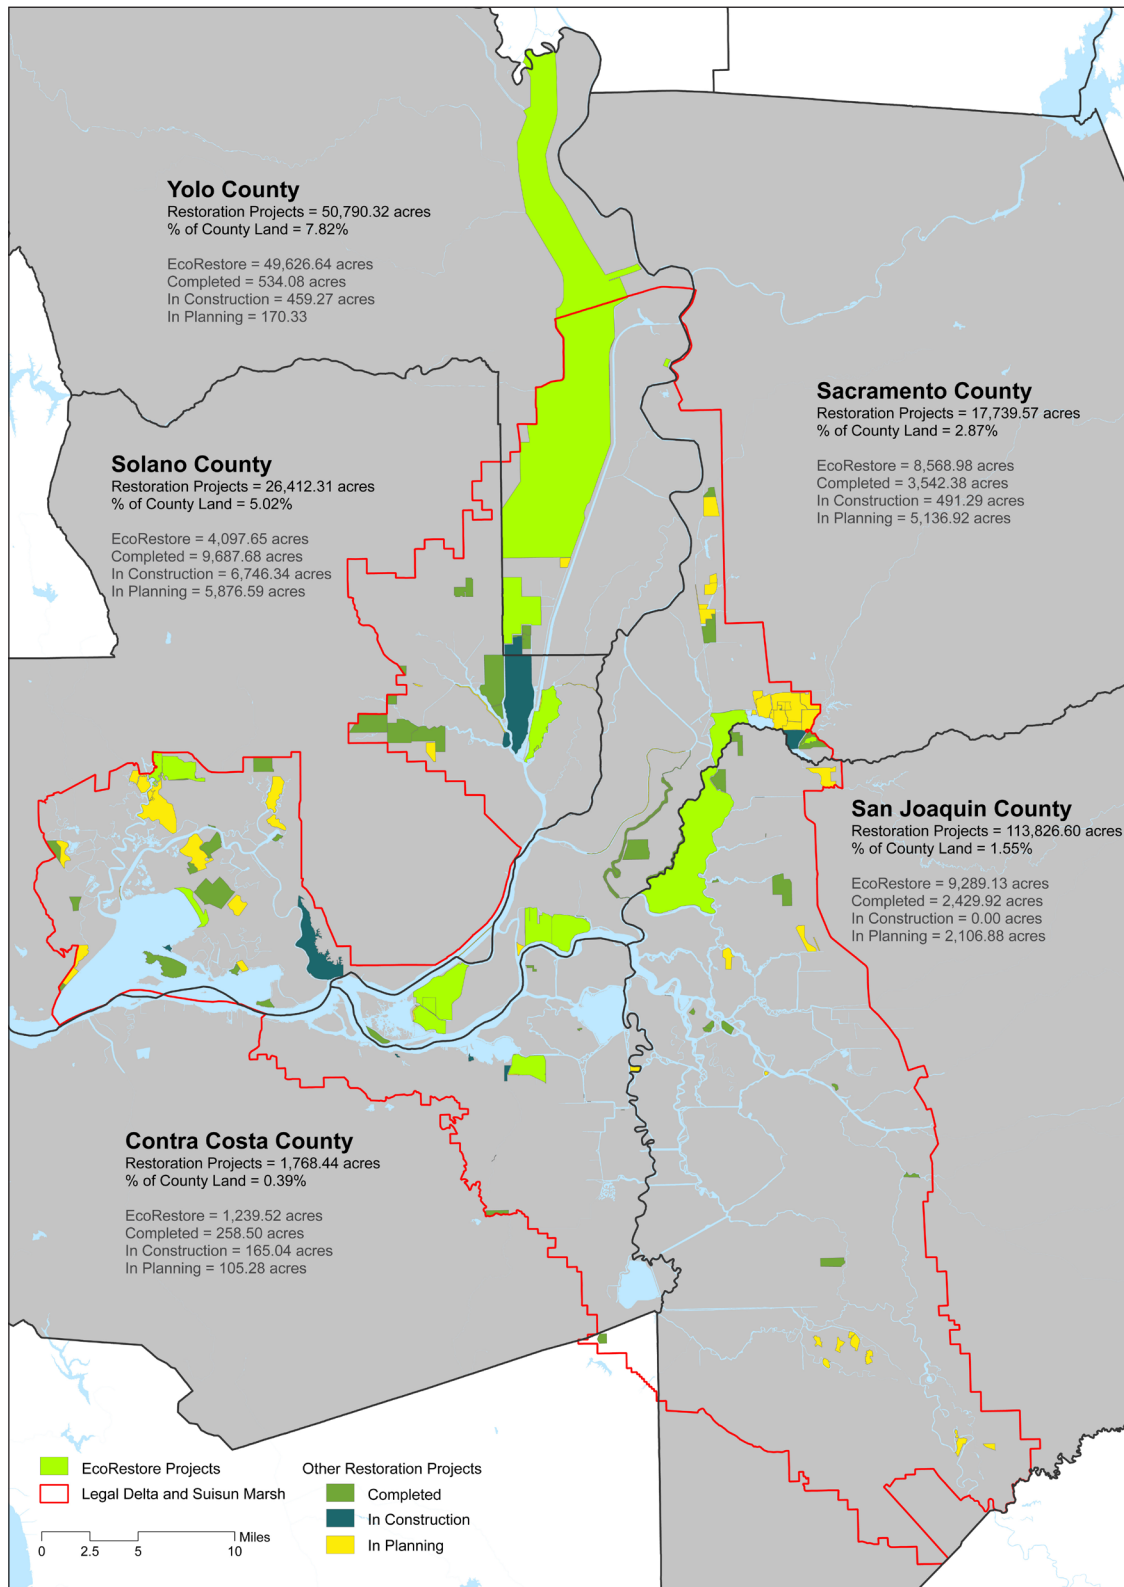 Yolo County
Restoration Projects = 50,790.32 acres
% of County Land = 7.82%
EcoRestore = 49,626.64 acres
Completed = 534.08 acres
In Construction = 459.27 acres
In Planning = 170.33
Sacramento County
Restoration Projects = 17,739.57 acres
% of County Land = 2.87%
EcoRestore = 8,568.98 acres
Completed = 3,542.38 acres
In Construction = 491.29 acres
In Planning = 5,136.92 acres
Solano County
Restoration Projects = 26,412.31 acres
% of County Land = 5.02%
EcoRestore = 4,097.65 acres
Completed = 9,687.68 acres
In Construction = 6,746.34 acres
In Planning = 5,876.59 acres
San Joaquin County
Restoration Projects = 113,826.60 acres
% of County Land = 1.55%
EcoRestore = 9,289.13 acres
Completed = 2,429.92 acres
In Construction = 0.00 acres
In Planning = 2,106.88 acres
Contra Costa County
Restoration Projects = 1,768.44 acres
% of County Land = 0.39%
EcoRestore = 1,239.52 acres
Completed = 258.50 acres
In Construction = 165.04 acres
In Planning = 105.28 acres
EcoRestore Projects
Legal Delta and Suisun Marsh
Other Restoration Projects
Completed
In Construction
In Planning
Miles
0 2.5 5 10